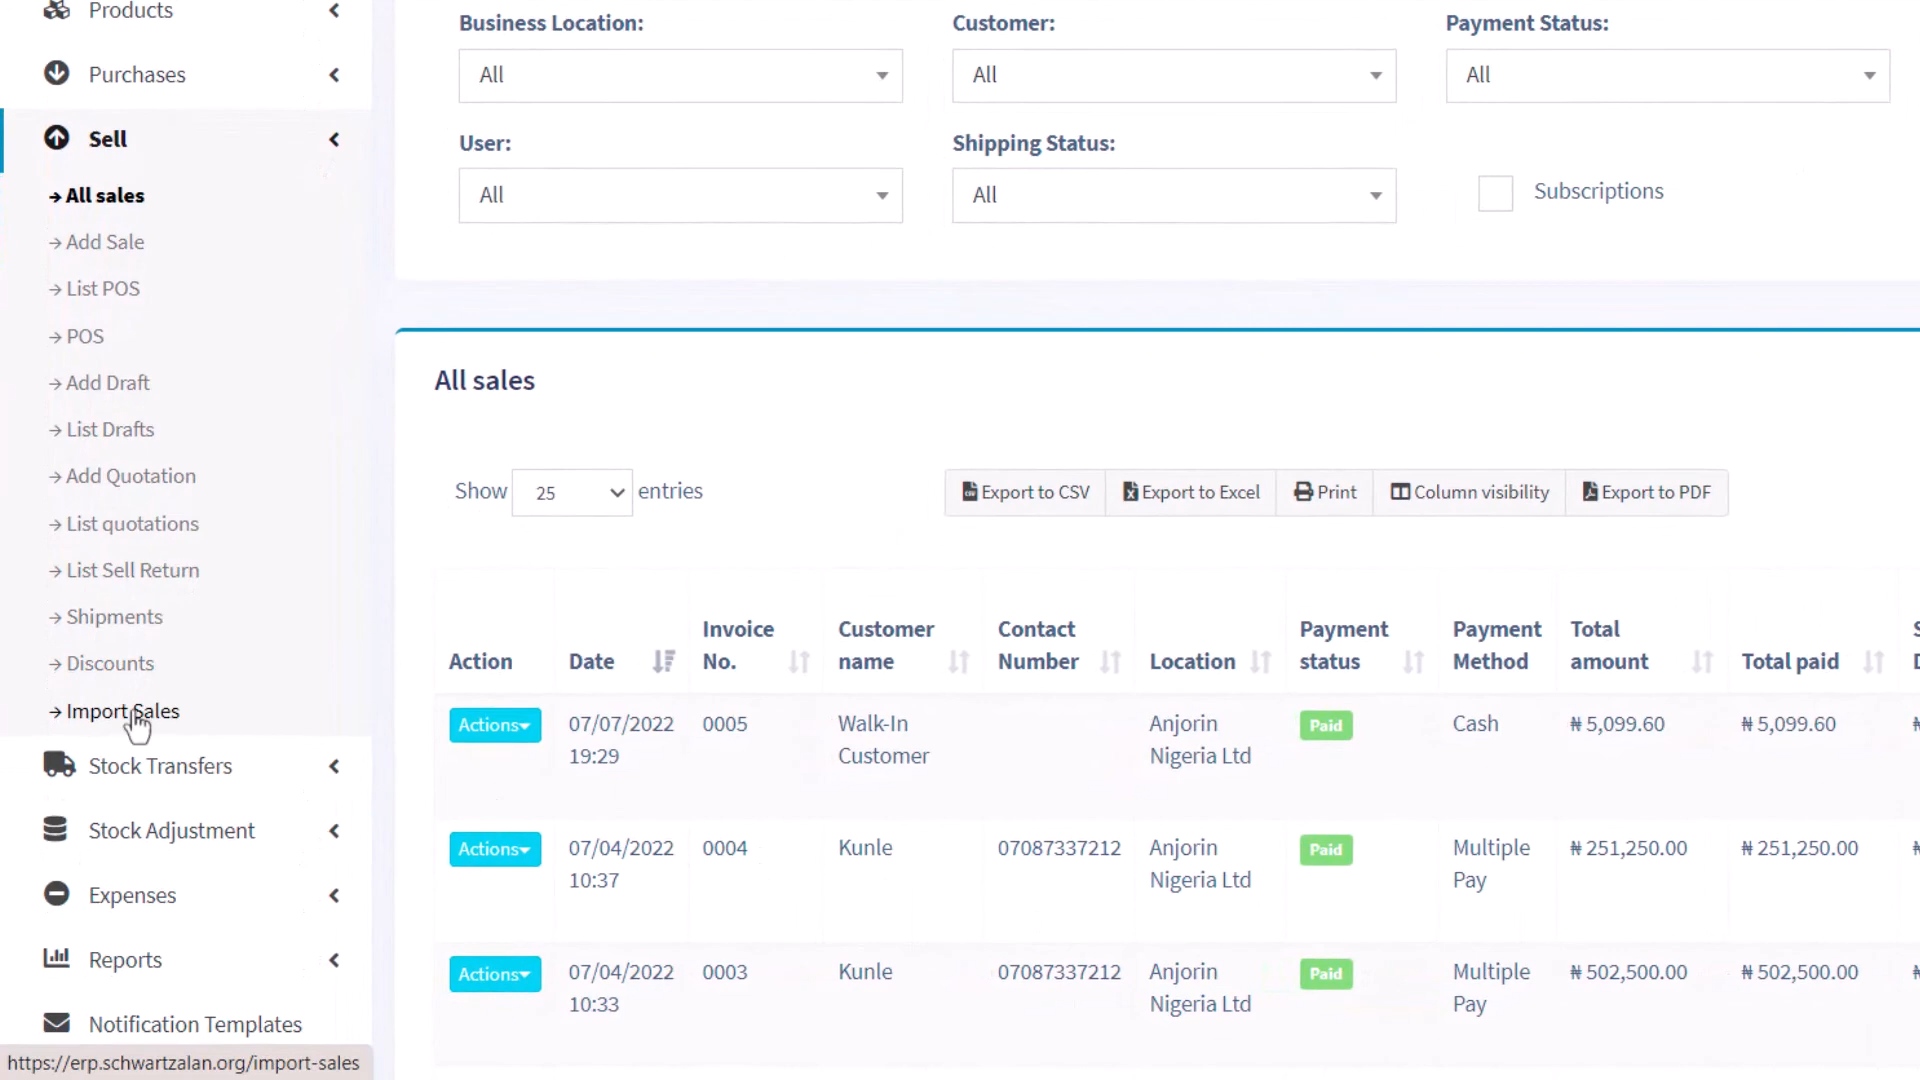 Products
Purchases
Sell
All sales
Add Sale
List POS
POS
Add Draft
List Drafts
Add Quotation
List quotations
List Sell Return
Shipments
Discounts
Import Sales
Stock Transfers
Stock Adjustment
Expenses
Reports
Notification Templates
https://erp.schwartzalan.org/import-sales
Business Location: Customer: Payment Status:
All All All
User: Shipping Status:
All All Subscriptions
All sales
Show 25 entries Export to CSV Export to Excel Print Column visibility Export to PDF
Invoice Customer Contact Payment Payment Total
Action Date No. name Number Location status Method amount Total paid
Actions 07/07/2022 0005 Walk-In Anjorin Paid Cash ₦ 5,099.60 ₦ 5,099.60
19:29 Customer Nigeria Ltd
Actions 07/04/2022 0004 Kunle 07087337212 Anjorin Paid Multiple ₦ 251,250.00 ₦ 251,250.00
10:37 Nigeria Ltd Pay
Actions 07/04/2022 0003 Kunle 07087337212 Anjorin Paid Multiple ₦ 502,500.00 ₦ 502,500.00
10:33 Nigeria Ltd Pay